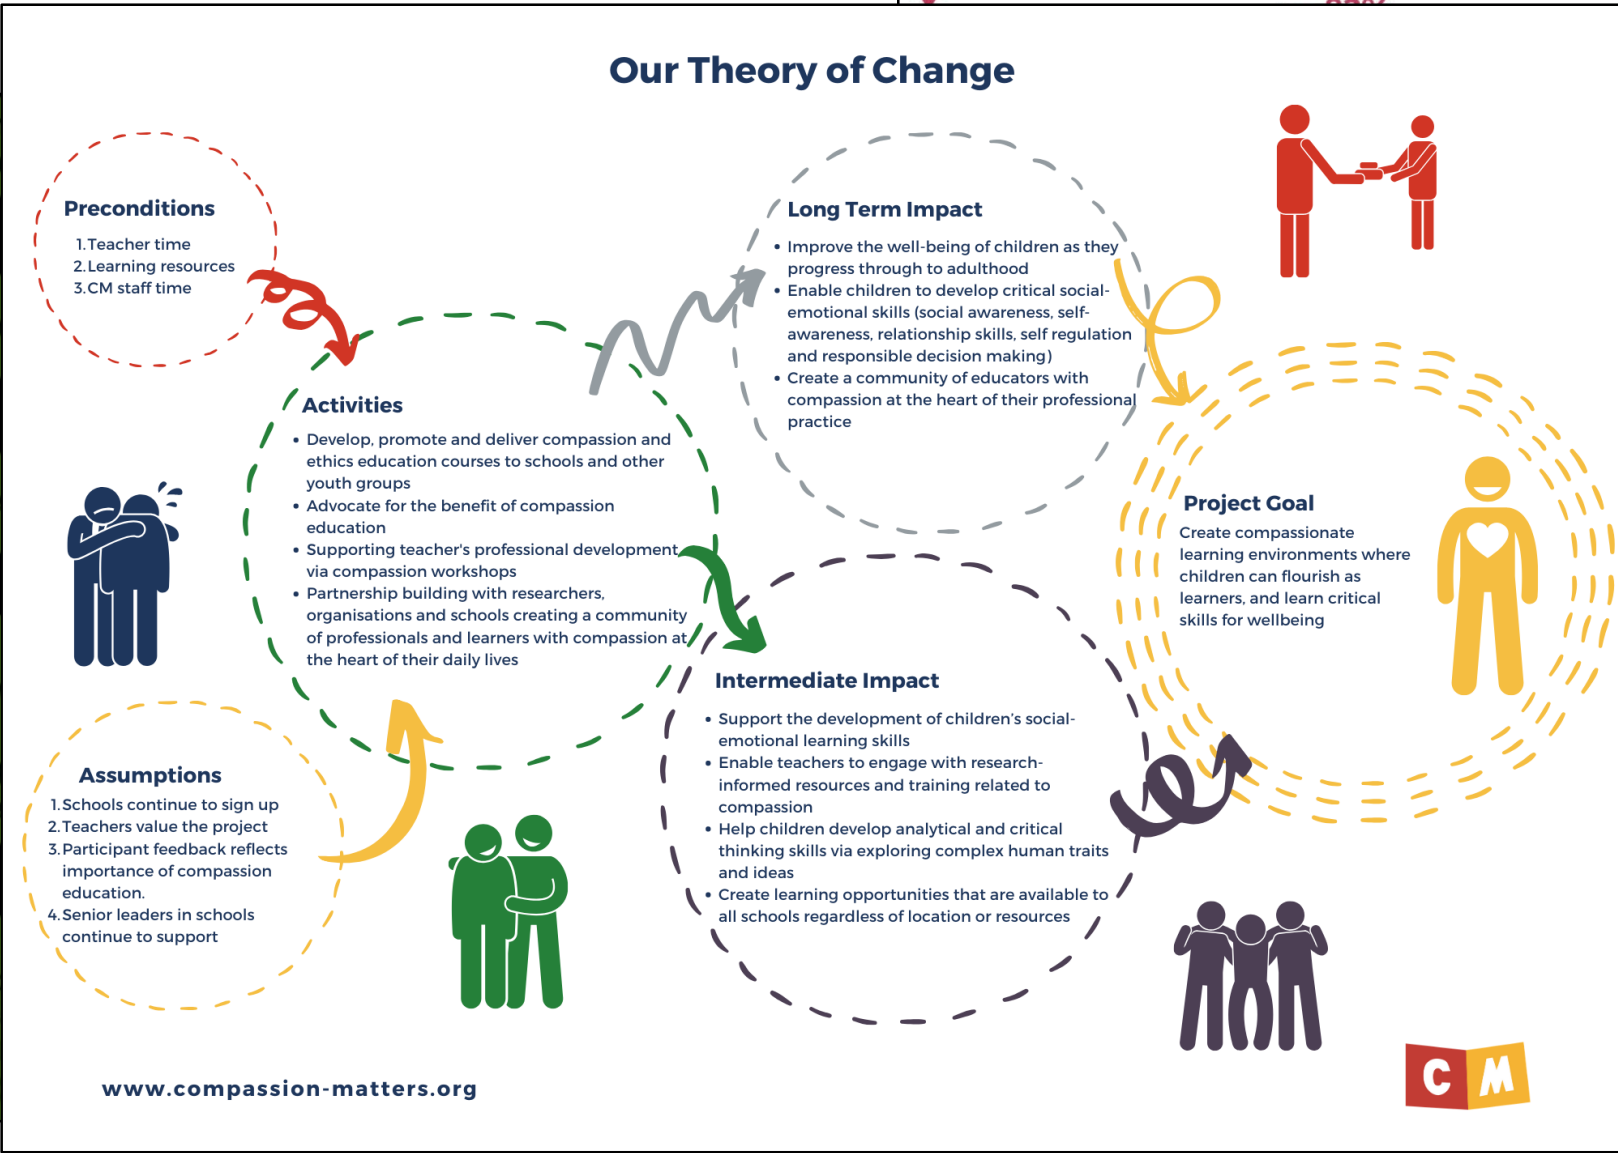 Our Theory of Change
Preconditions
1.Teacher time
2.Learning resources
3.CM staff time
Activities
• Develop, promote and deliver compassion and
ethics education courses to schools and other
youth groups
• Advocate for the benefit of compassion
education
• Supporting teacher's professional development
via compassion workshops
• Partnership building with researchers,
organisations and schools creating a community
of professionals and learners with compassion at
the heart of their daily lives
Assumptions
1.Schools continue to sign up
2.Teachers value the project
3.Participant feedback reflects
importance of compassion
education.
4.Senior leaders in schools
continue to support
Long Term Impact
• Improve the well-being of children as they
progress through to adulthood
• Enable children to develop critical social-
emotional skills (social awareness, self-
awareness, relationship skills, self regulation
and responsible decision making)
• Create a community of educators with
compassion at the heart of their professional
practice
Intermediate Impact
• Support the development of children's social-
emotional learning skills
• Enable teachers to engage with research-
informed resources and training related to
compassion
• Help children develop analytical and critical
thinking skills via exploring complex human traits
and ideas
• Create learning opportunities that are available to
all schools regardless of location or resources
Project Goal
Create compassionate
learning environments where
children can flourish as
learners, and learn critical
skills for wellbeing
www.compassion-matters.org
C M